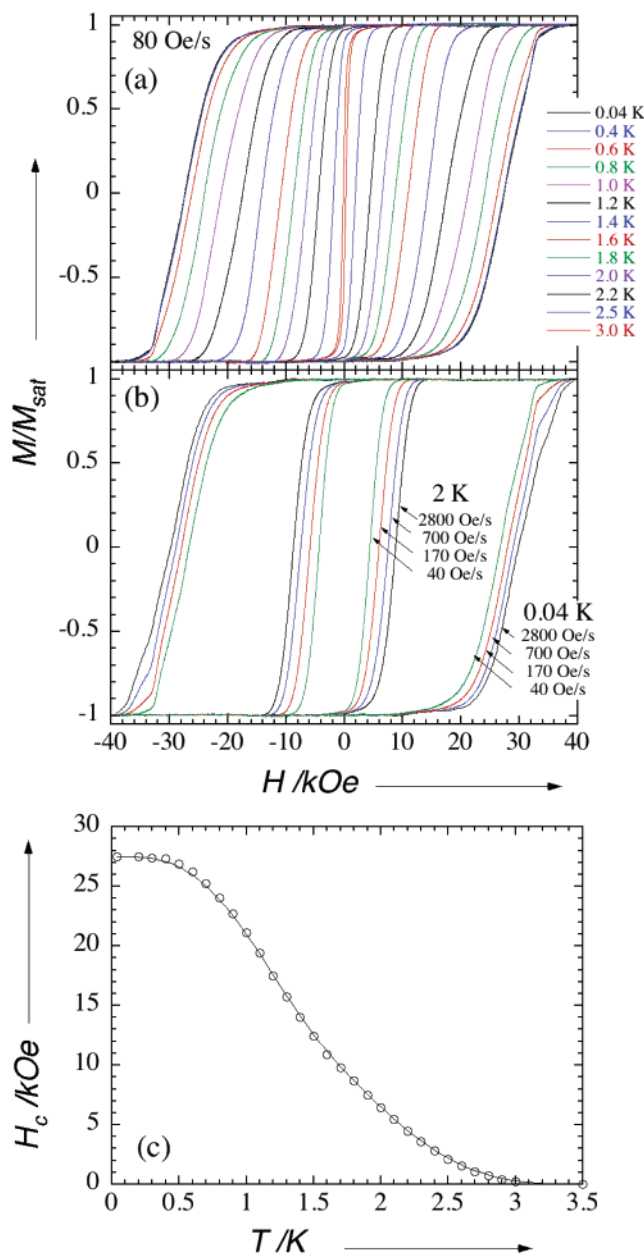 80 Oe/s
(a)
1
0.5
0
-0.5
0.04 K
0.4 K
0.6 K
0.8 K
1.0 K
1.2 K
1.4 K
1.6 K
1.8 K
2.0 K
2.2 K
2.5 K
3.0 K
M/Msat
(b)
1
0.5
0
-0.5
-1
2 K
2800 Oe/s
700 Oe/s
170 Oe/s
40 Oe/s
0.04 K
2800 Oe/s
700 Oe/s
170 Oe/s
40 Oe/s
-40 -30 -20 -10 0 10 20 30 40
H /kOe
30
25
20
15
10
5
0
Hc /kOe
(c)
0 0.5 1 1.5 2 2.5 3 3.5
T /K